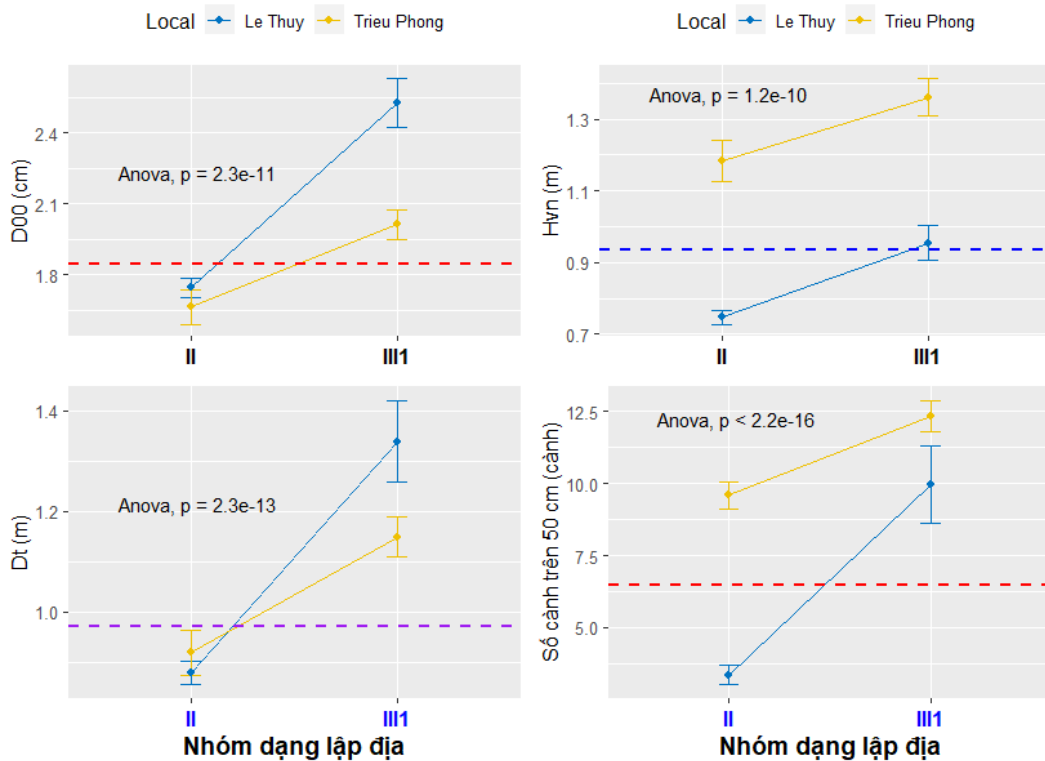 Local Le Thuy Trieu Phong
Local Le Thuy Trieu Phong
D00 (cm)
2.4
2.1
1.8
Anova, p = 2.3e-11
II III1
Hvn (m)
1.3
1.1
0.9
0.7
Anova, p = 1.2e-10
II III1
Dt (m)
1.4
1.2
1.0
Anova, p = 2.3e-13
II III1
Nhóm dạng lập địa
Số cành trên 50 cm (cành)
12.5
10.0
7.5
5.0
Anova, p < 2.2e-16
II III1
Nhóm dạng lập địa